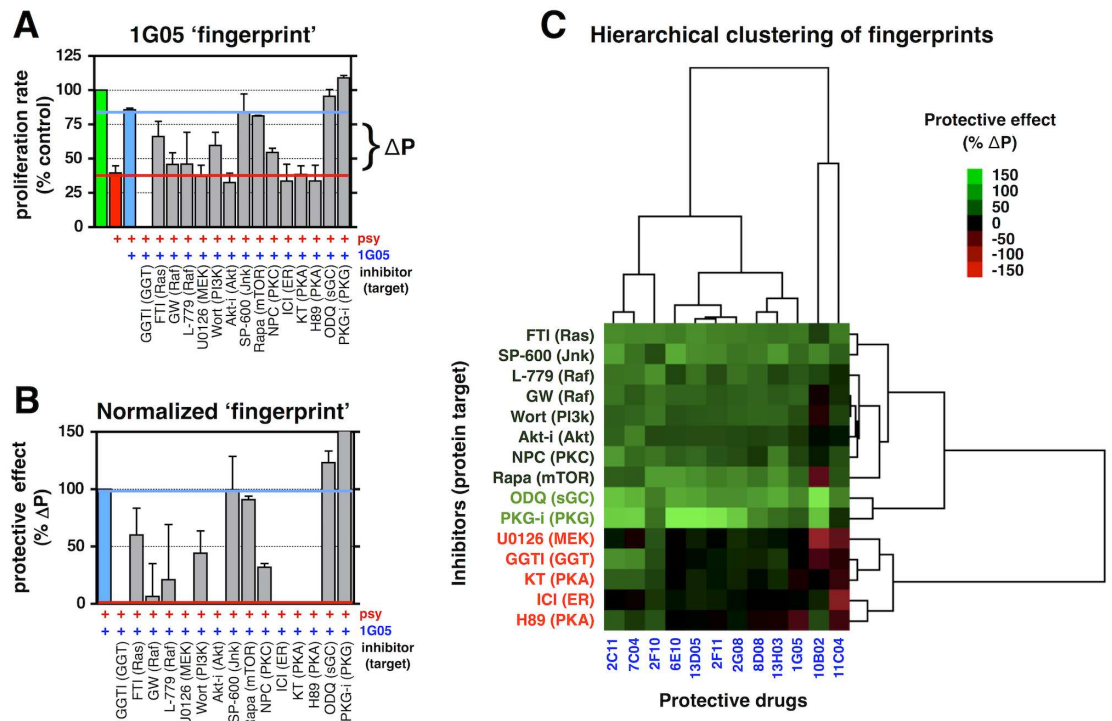 A
1G05 ‘fingerprint’
proliferation rate
(% control)
125
100
75
50
25
0
ΔP
+ + + + + + + + + + + + + + + + psy
+ + + + + + + + + + + + + + + 1G05
inhibitor
(target)
GGTI (GGT)
FTI (Ras)
GW (Raf)
L-779 (Raf)
U0126 (MEK)
Wort (PI3K)
Akt-i (Akt)
SP-600 (Jnk)
Rapa (mTOR)
NPC (PKC)
ICI (ER)
KT (PKA)
H89 (PKA)
ODQ (sGC)
PKG-i (PKG)
B
Normalized ‘fingerprint’
protective effect
(% ΔP)
150
100
50
0
+ + + + + + + + + + + + + + + + psy
+ + + + + + + + + + + + + + + + 1G05
inhibitor
(target)
GGTI (GGT)
FTI (Ras)
GW (Raf)
L-779 (Raf)
U0126 (MEK)
Wort (PI3K)
Akt-i (Akt)
SP-600 (Jnk)
Rapa (mTOR)
NPC (PKC)
ICI (ER)
KT (PKA)
H89 (PKA)
ODQ (sGC)
PKG-i (PKG)
C
Hierarchical clustering of fingerprints
Protective effect
(% ΔP)
150
100
50
0
-50
-100
-150
Inhibitors (protein target)
FTI (Ras)
SP-600 (Jnk)
L-779 (Raf)
GW (Raf)
Wort (PI3k)
Akt-i (Akt)
NPC (PKC)
Rapa (mTOR)
ODQ (sGC)
PKG-i (PKG)
U0126 (MEK)
GGTI (GGT)
KT (PKA)
ICI (ER)
H89 (PKA)
2C11
7C04
2F10
6E10
13D05
2F11
2G08
8D08
13H03
1G05
10B02
11C04
Protective drugs